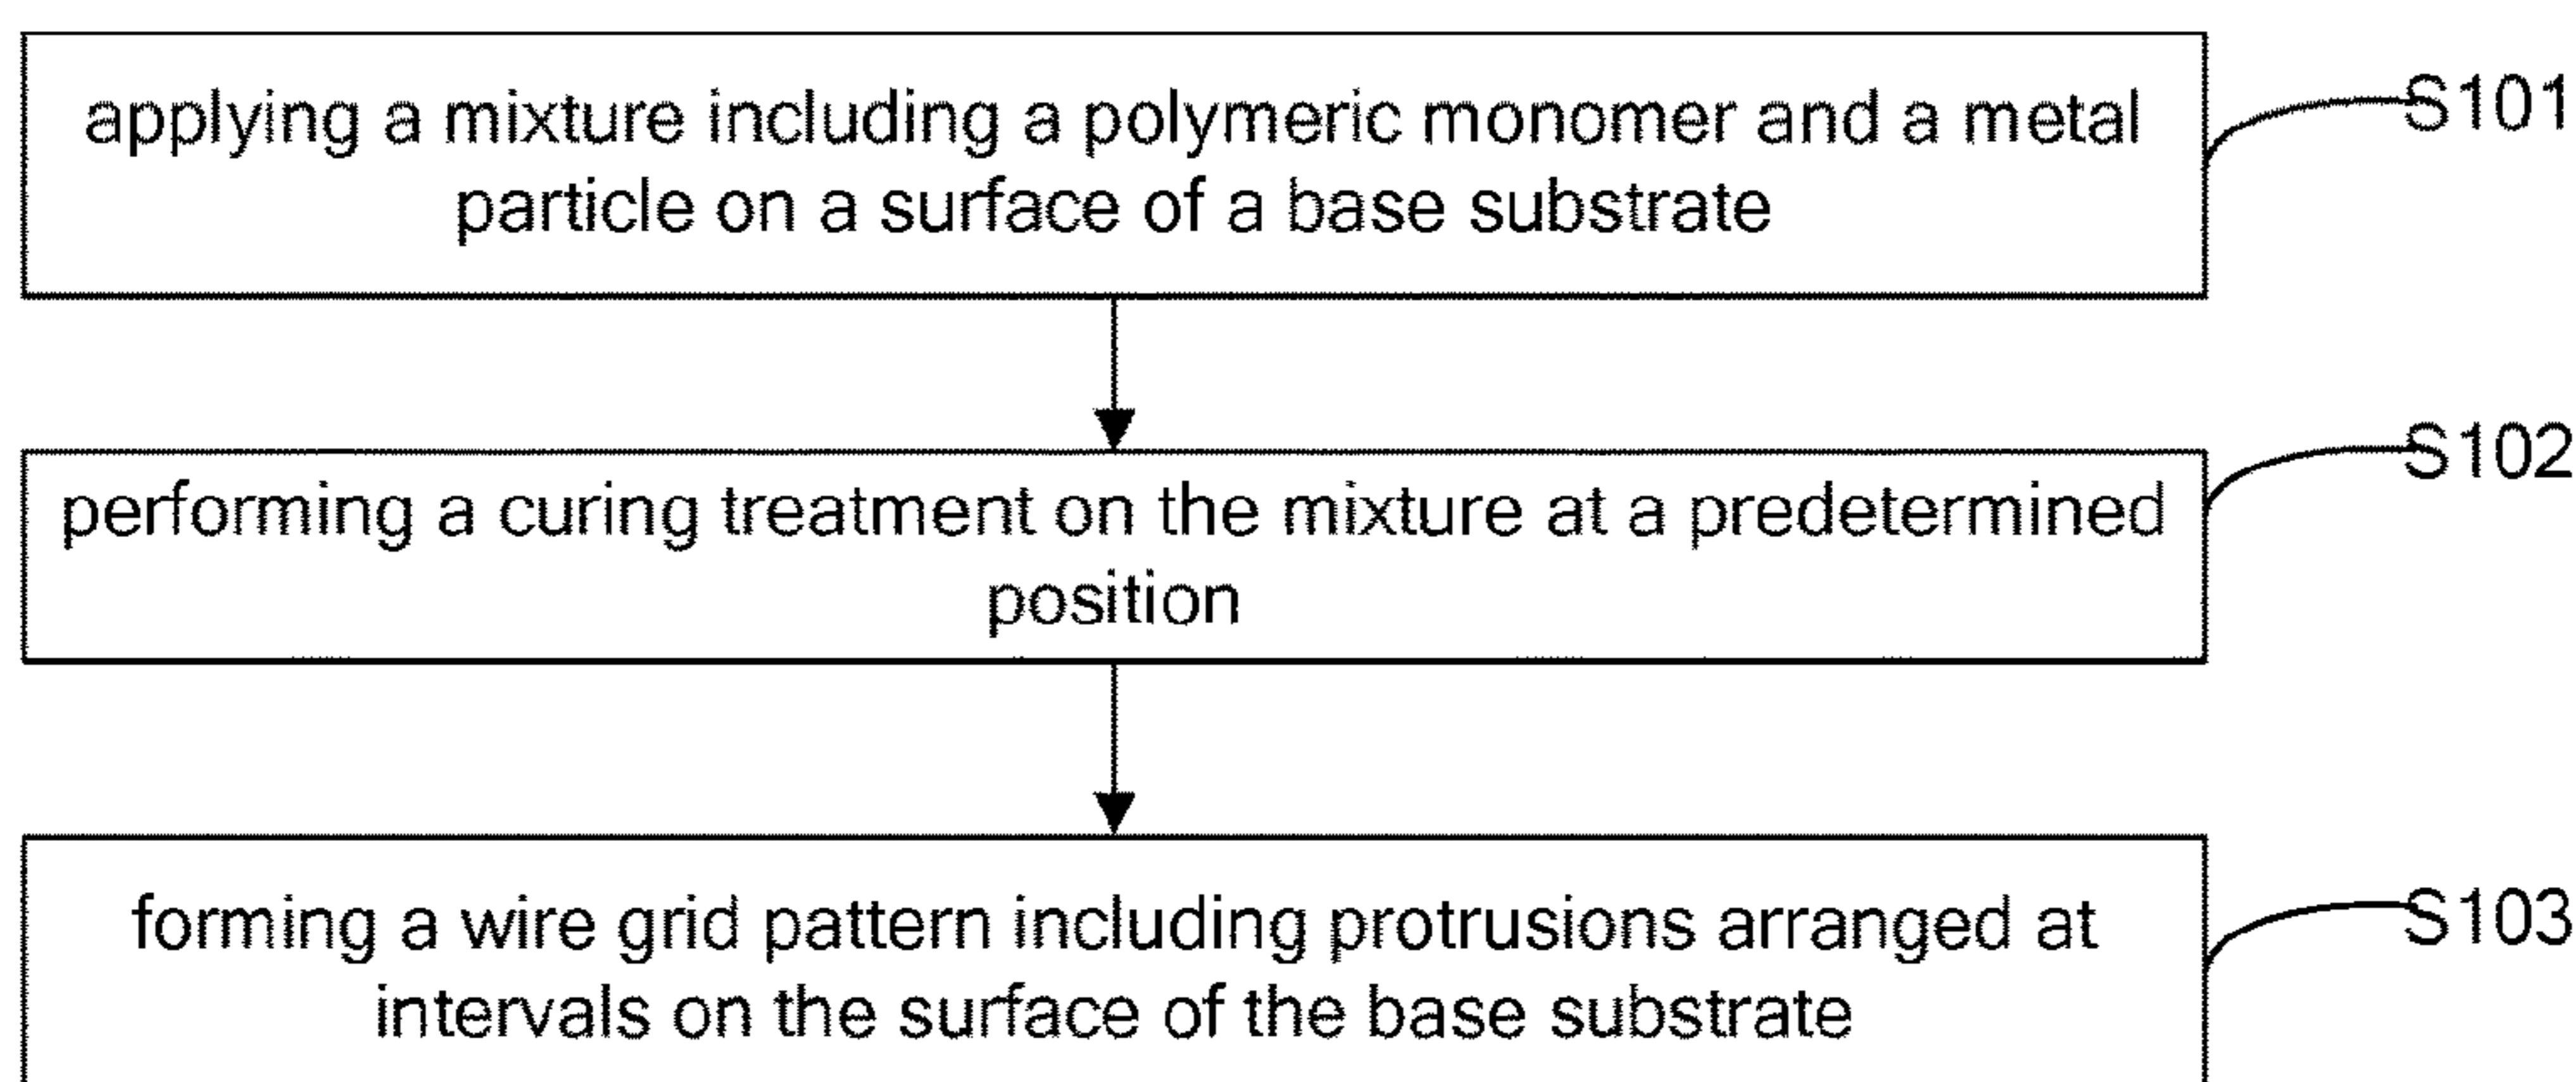 applying a mixture including a polymeric monomer and a metal
particle on a surface of a base substrate
S101
performing a curing treatment on the mixture at a predetermined
position
S102
forming a wire grid pattern including protrusions arranged at
intervals on the surface of the base substrate
S103